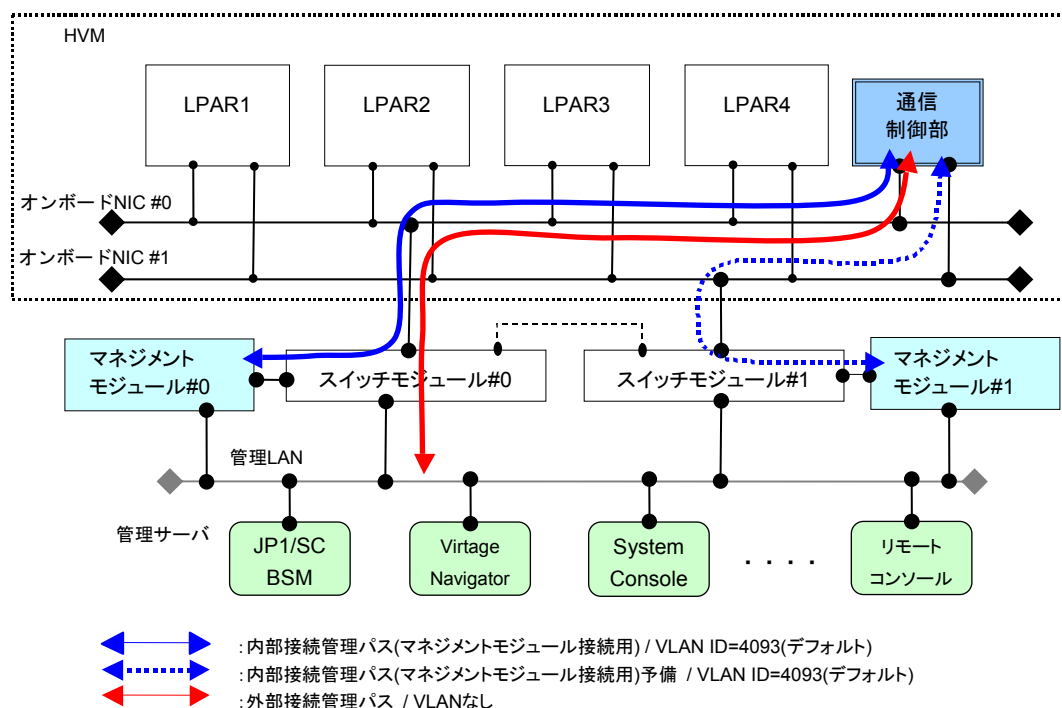 HVM
LPAR1
LPAR2
LPAR3
LPAR4
通信
制御部
オンボードNIC #0
オンボードNIC #1
マネジメント
モジュール#0
スイッチモジュール#0
スイッチモジュール#1
マネジメント
モジュール#1
管理LAN
管理サーバ
JP1/SC
BSM
Virtage
Navigator
System
Console
・・・・
リモート
コンソール
:内部接続管理パス(マネジメントモジュール接続用) / VLAN ID=4093(デフォルト)
:内部接続管理パス(マネジメントモジュール接続用)予備 / VLAN ID=4093(デフォルト)
:外部接続管理パス / VLANなし